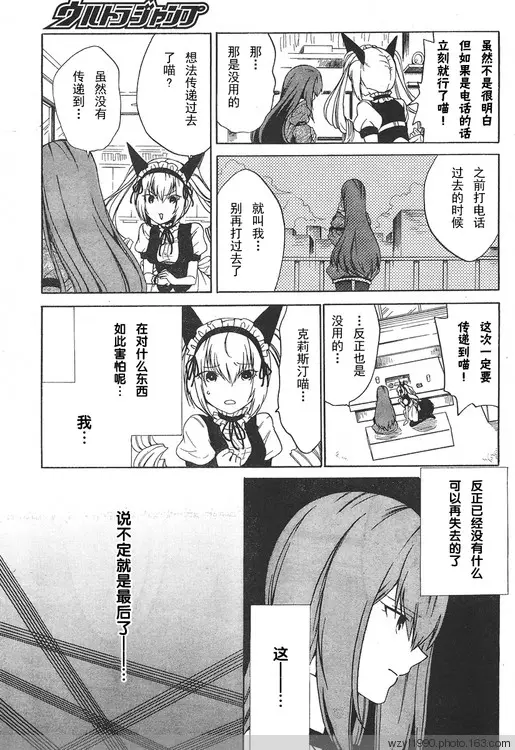 ウルトラジャンプ
虽然不是很明白
但如果是电话的话
立刻就行了喵！
那…
那是没用的
想法传递过去
了喵？
虽然没有
传递到…
之前打电话
过去的时候
就叫我…
别再打过去了
这次一定要
传递到喵！
…反正也是
没用的…
克莉斯汀喵…
在对什么东西
如此害怕呢…
我…
反正已经没有什么
可以再失去的了
这——…
说不定就是最后了——…
www.wzyl1990.photo.163.com